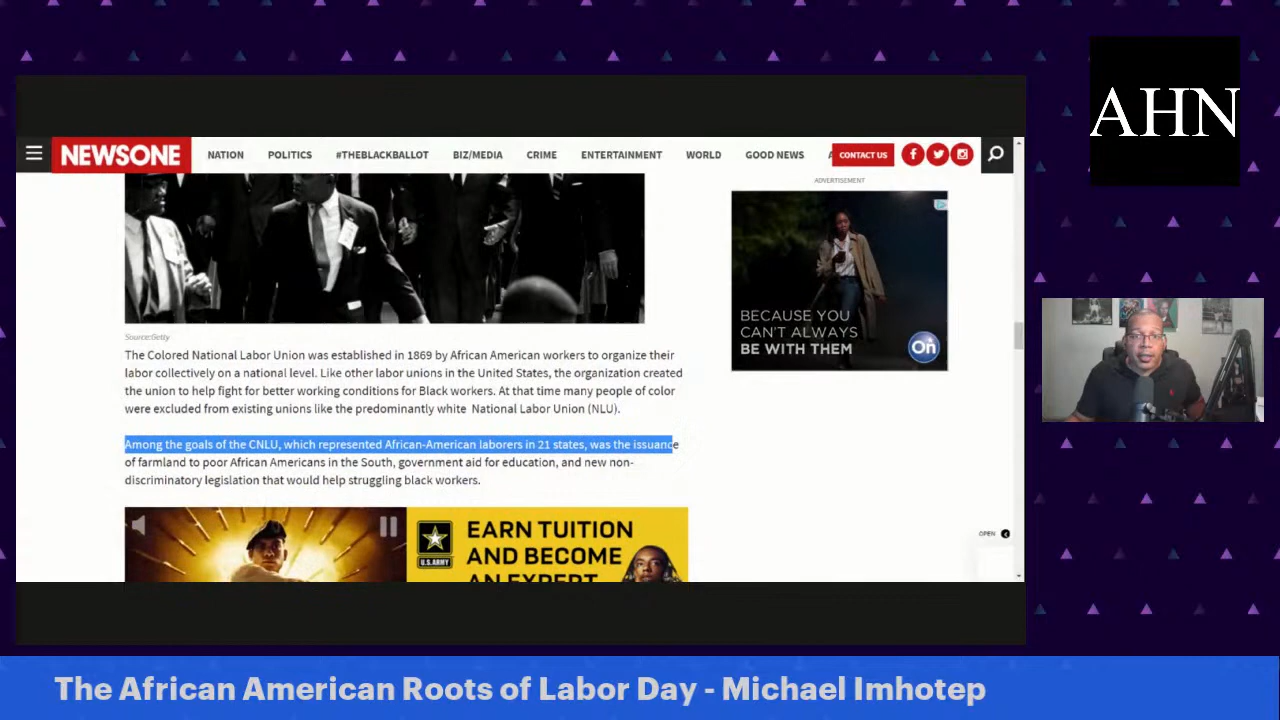 AHN
NEWSONE
NATION
POLITICS
#THEBLACKBALLOT
BIZ/MEDIA
CRIME
ENTERTAINMENT
WORLD
GOOD NEWS
CONTACT US
ADVERTISEMENT
BECAUSE YOU
CAN'T ALWAYS
BE WITH THEM
On
Source:Getty
The Colored National Labor Union was established in 1869 by African American workers to organize their
labor collectively on a national level. Like other labor unions in the United States, the organization created
the union to help fight for better working conditions for Black workers. At that time many people of color
were excluded from existing unions like the predominantly white National Labor Union (NLU).
Among the goals of the CNLU, which represented African-American laborers in 21 states, was the issuance
of farmland to poor African Americans in the South, government aid for education, and new non-
discriminatory legislation that would help struggling black workers.
OPEN
U.S.ARMY
EARN TUITION
AND BECOME
AN EXPERT
The African American Roots of Labor Day - Michael Imhotep